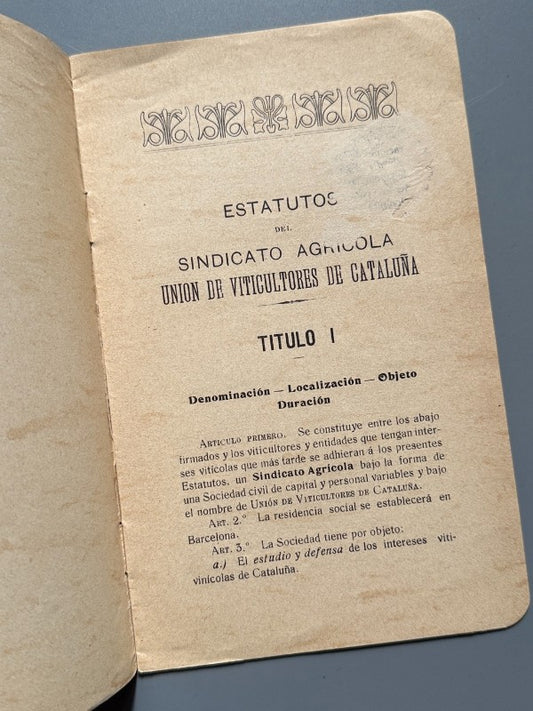 ESTATUTOS
DEL
SINDICATO AGRICOLA
UNION DE VITICULTORES DE CATALUÑA
TITULO I
Denominación — Localización — Objeto
Duración
ARTICULO PRIMERO. Se constituye entre los abajo
firmados y los viticultores y entidades que tengan inter-
ses vitícolas que más tarde se adhieran á los presentes
Estatutos, un Sindicato Agrícola bajo la forma de
una Sociedad civil de capital y personal variables y bajo
el nombre de UNIÓN DE VITICULTORES DE CATALUÑA.
ART. 2.º La residencia social se establecerá en
Barcelona.
ART. 3.º La Sociedad tiene por objeto:
a.) El estudio y defensa de los intereses viti-
vinícolas de Cataluña.